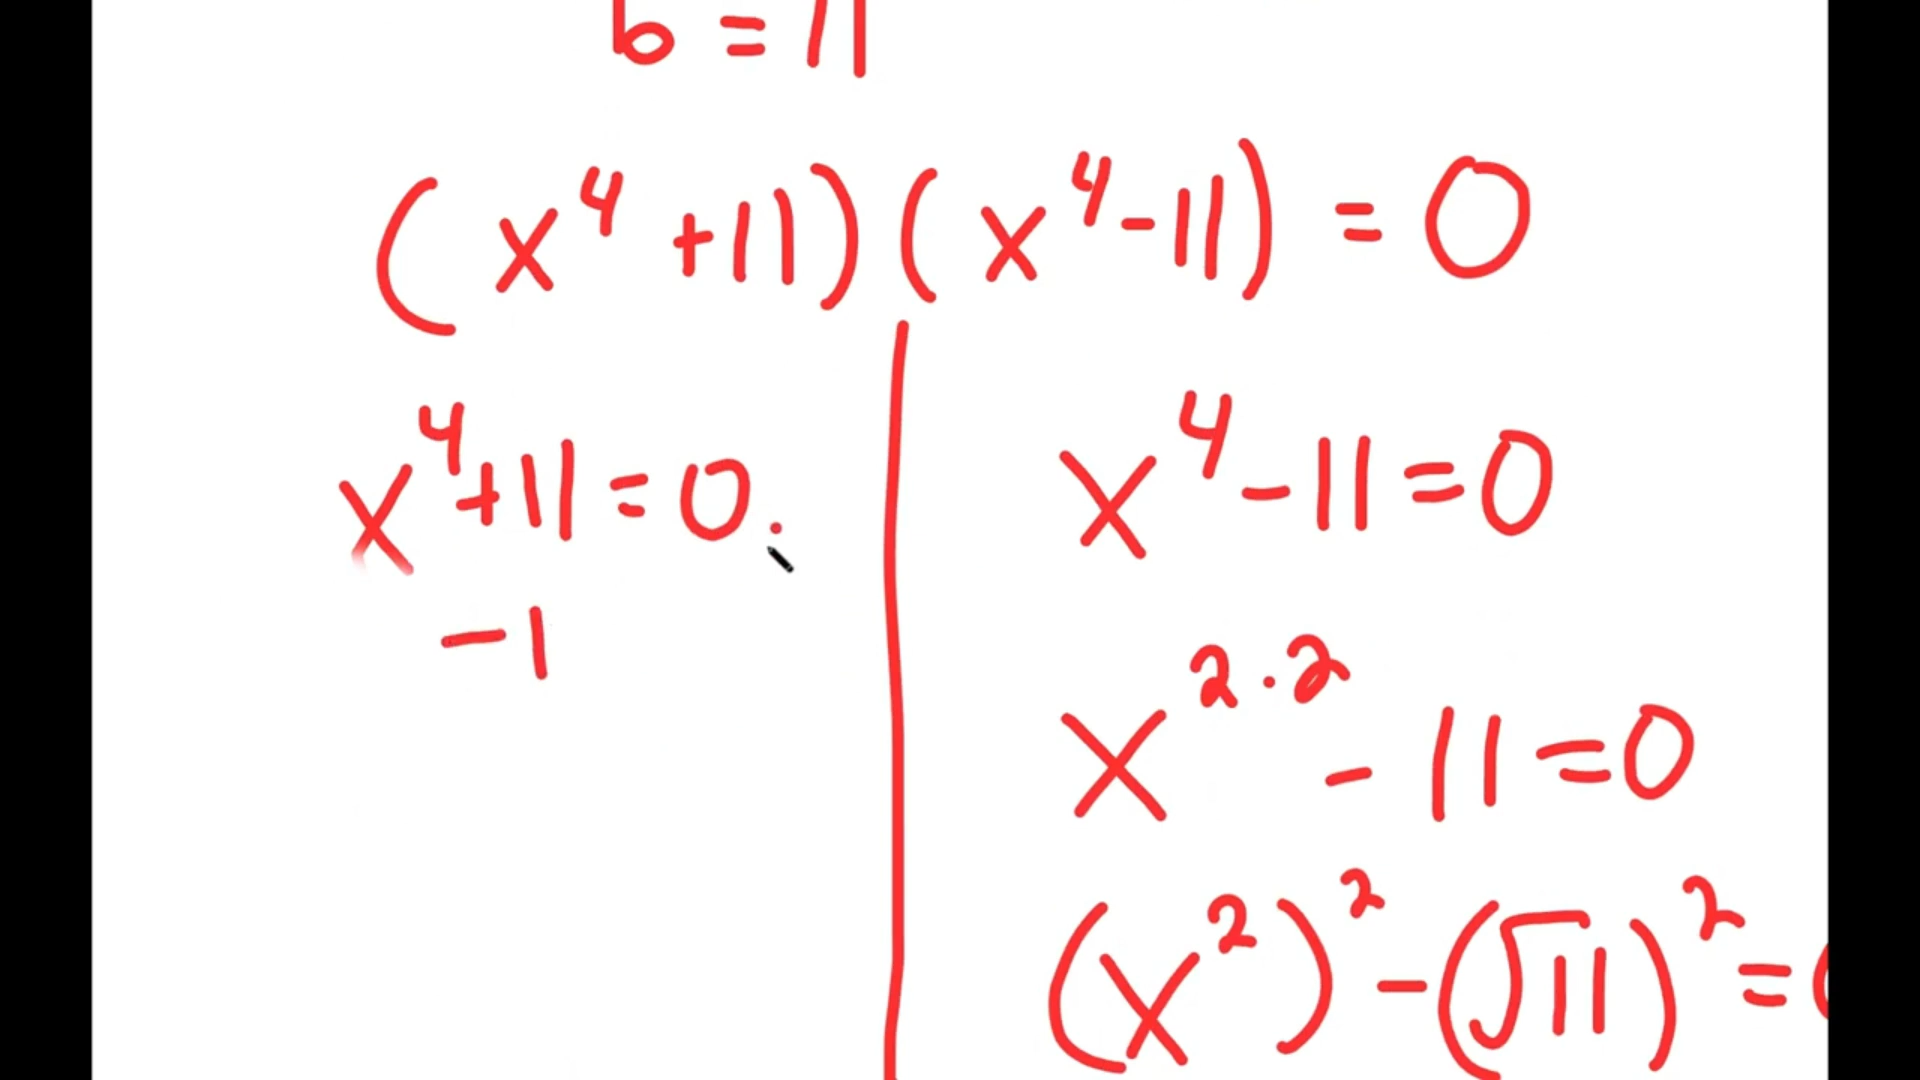 b = 11
(x⁴ +11)(x⁴-11) = 0
x⁴+11=0.
-1
x⁴-11=0
x²·² - 11=0
(x²)²-(√11)²=